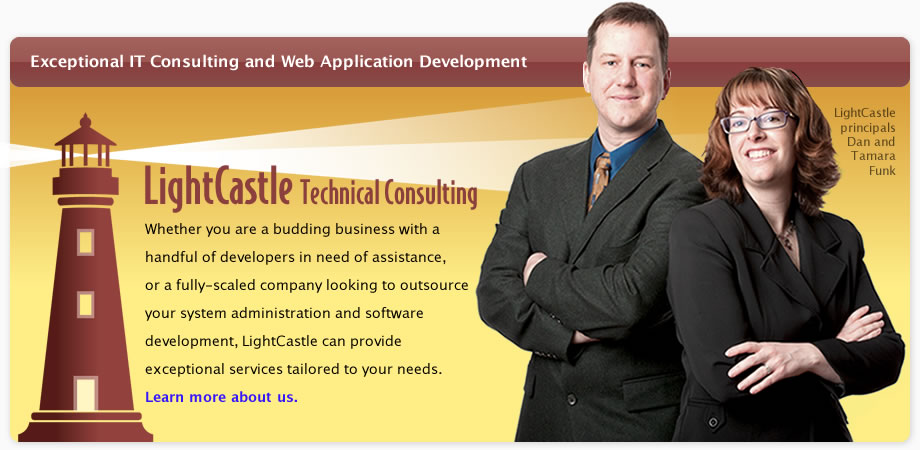 Exceptional IT Consulting and Web Application Development
LightCastle
principals
Dan and
Tamara
Funk
LightCastle Technical Consulting
Whether you are a budding business with a
handful of developers in need of assistance,
or a fully-scaled company looking to outsource
your system administration and software
development, LightCastle can provide
exceptional services tailored to your needs.
Learn more about us.